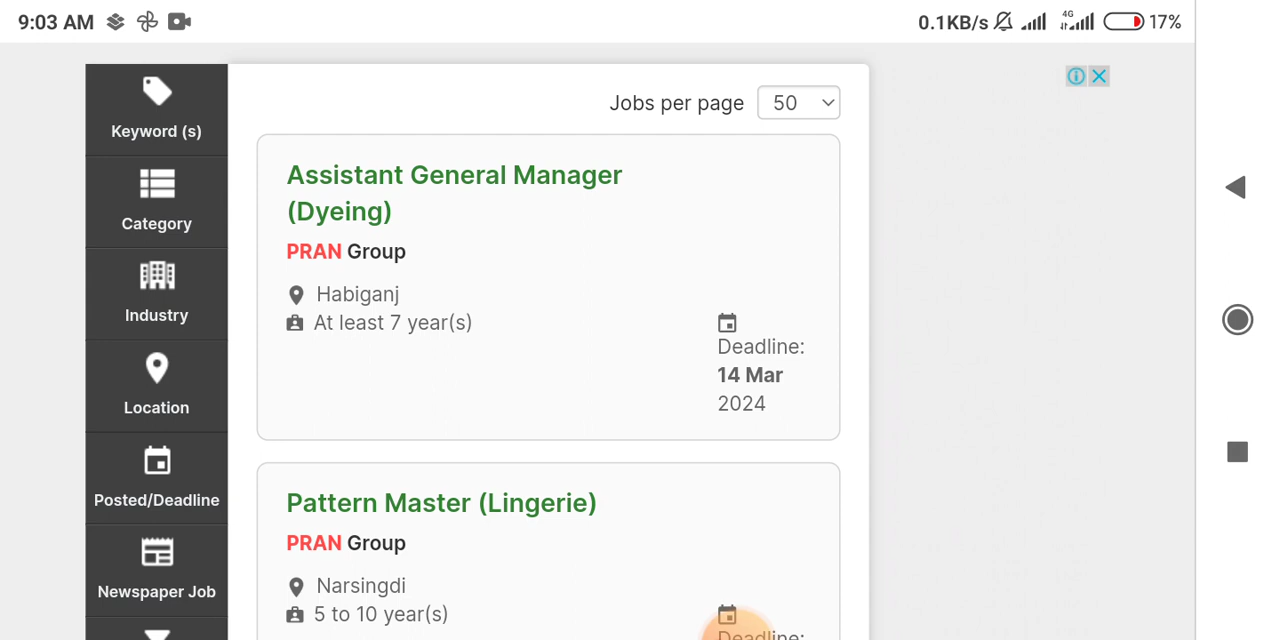 9:03 AM
0.1KB/s
4G
17%
Keyword (s)
Category
Industry
Location
Posted/Deadline
Newspaper Job
Jobs per page 50
Assistant General Manager
(Dyeing)
PRAN Group
Habiganj
At least 7 year(s)
Deadline:
14 Mar
2024
Pattern Master (Lingerie)
PRAN Group
Narsingdi
5 to 10 year(s)
Deadline: